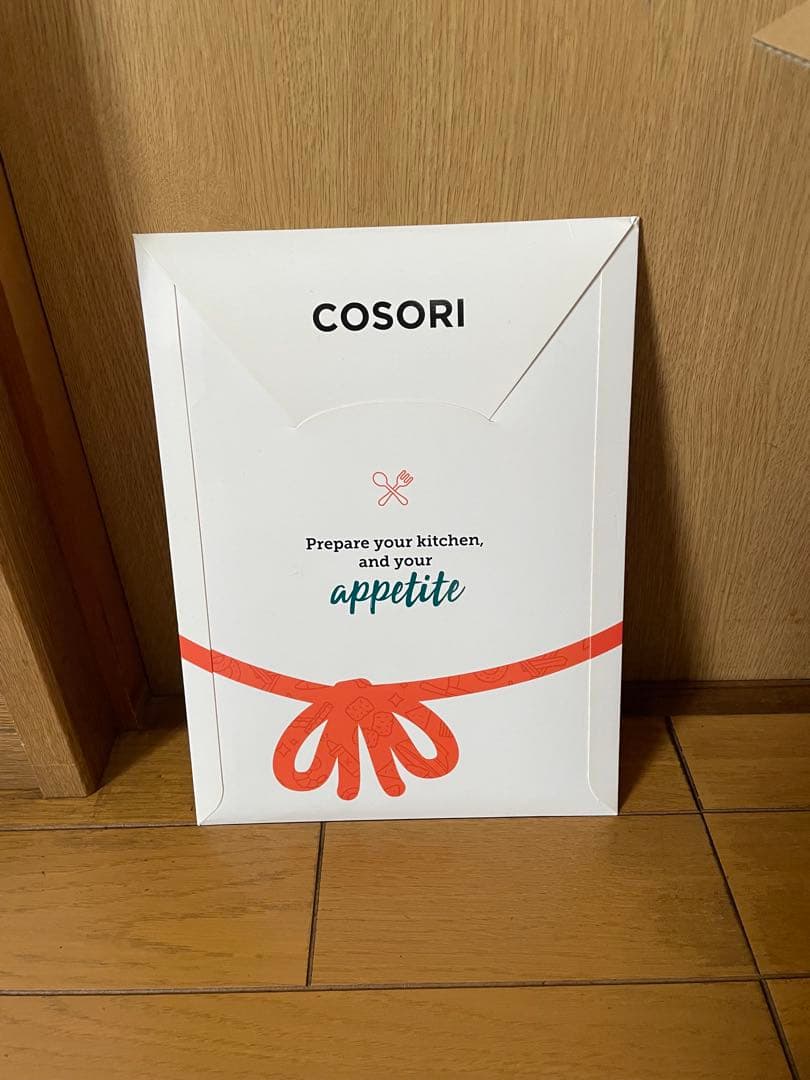 COSORI
Prepare your kitchen,
and your
appetite